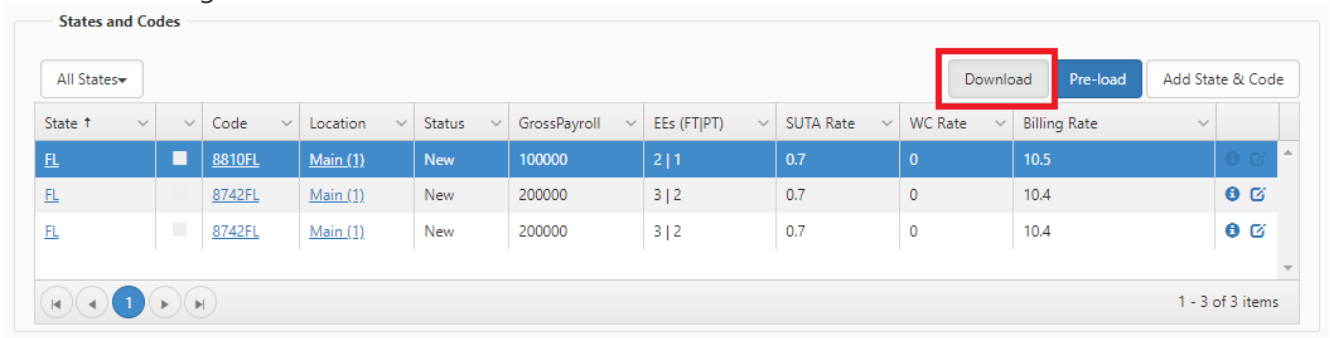 States and Codes
All States
Download Pre-load Add State & Code
State ↑ Code Location Status GrossPayroll EEs (FT|PT) SUTA Rate WC Rate Billing Rate
FL 8810FL Main (1) New 100000 2 | 1 0.7 0 10.5
FL 8742FL Main (1) New 200000 3 | 2 0.7 0 10.4
FL 8742FL Main (1) New 200000 3 | 2 0.7 0 10.4
1 1 - 3 of 3 items